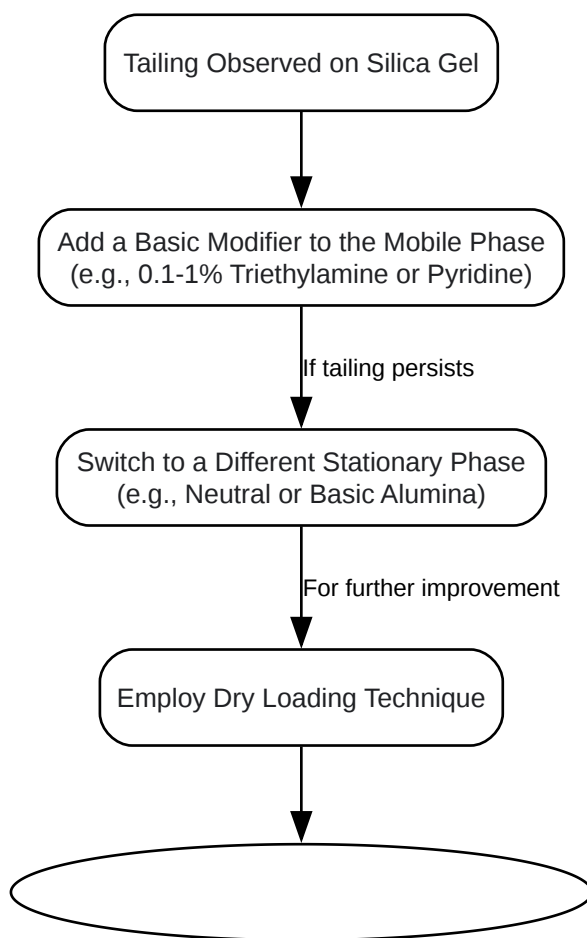 Tailing Observed on Silica Gel
Add a Basic Modifier to the Mobile Phase
(e.g., 0.1-1% Triethylamine or Pyridine)
If tailing persists
Switch to a Different Stationary Phase
(e.g., Neutral or Basic Alumina)
For further improvement
Employ Dry Loading Technique